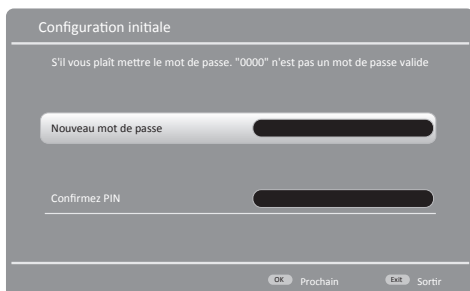 Configuration initiale
S'il vous plaît mettre le mot de passe. "0000" n'est pas un mot de passe valide
Nouveau mot de passe
Confirmez PIN
OK Prochain Exit Sortir